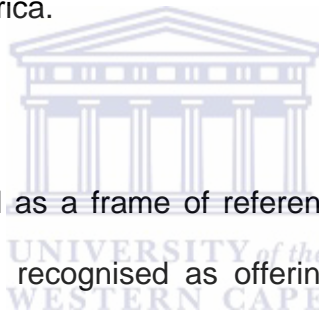 rica.
as a frame of referen
UNIVERSITY of the
recognised as offerin
WESTERN CAPE